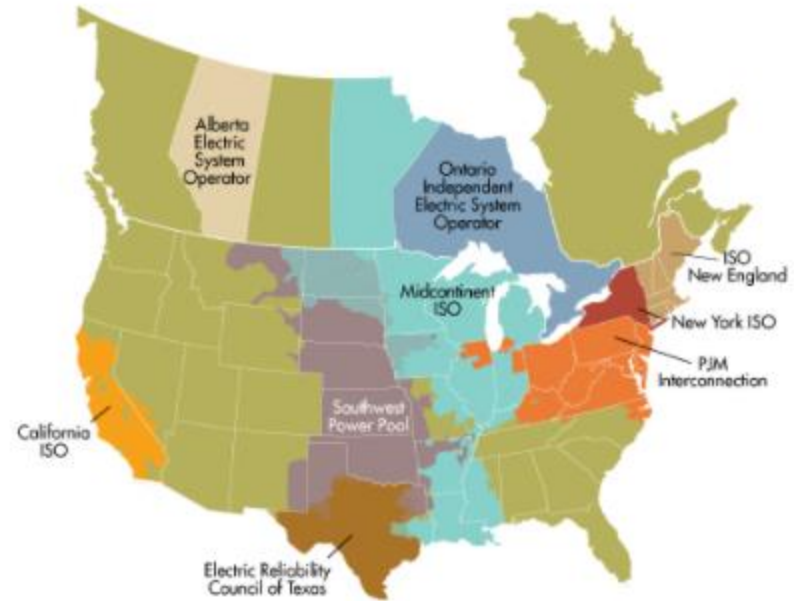 Alberta
Electric
System
Operator
Ontario
Independent
Electric System
Operator
ISO
New England
Midcontinent
ISO
New York ISO
PJM
Interconnection
Southwest
Power Pool
California
ISO
Electric Reliability
Council of Texas